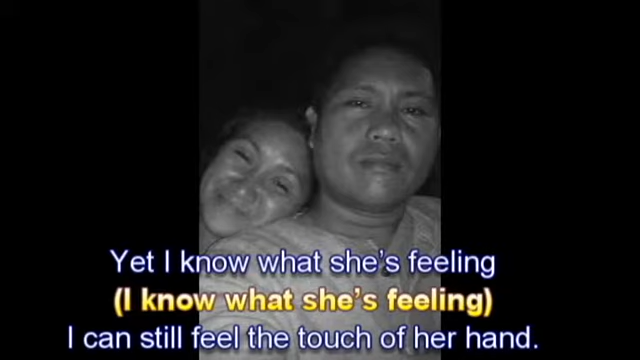 Yet I know what she's feeling
(I know what she's feeling)
I can still feel the touch of her hand.